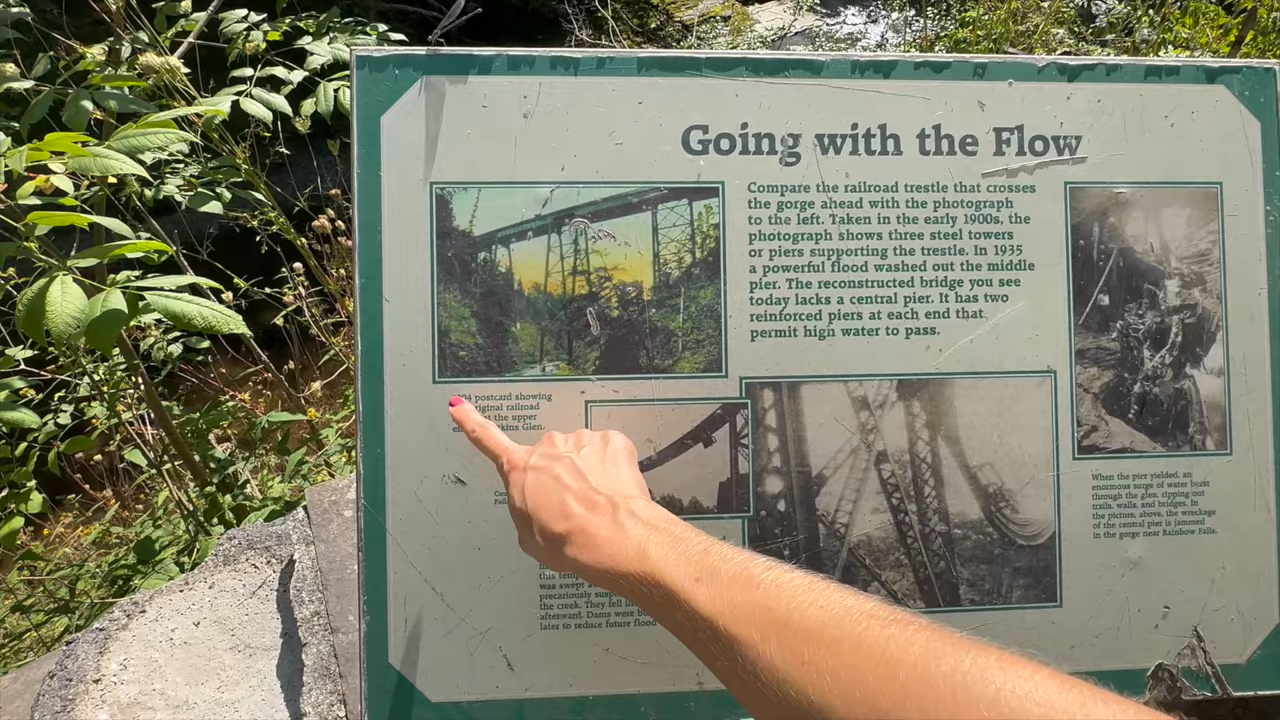 Going with the Flow
Compare the railroad trestle that crosses
the gorge ahead with the photograph
to the left. Taken in the early 1900s, the
photograph shows three steel towers
or piers supporting the trestle. In 1935
a powerful flood washed out the middle
pier. The reconstructed bridge you see
today lacks a central pier. It has two
reinforced piers at each end that
permit high water to pass.
postcard showing
railroad
the upper
Glen.
When the pier yielded, an
enormous surge of water burst
through the glen, ripping out
trails, walls, and bridges. In
the picture, above, the wreckage
of the central pier is jammed
in the gorge near Rainbow Falls.
this
was swept
precariously
the creek. They fell
afterward. Dams were
later to reduce future flood